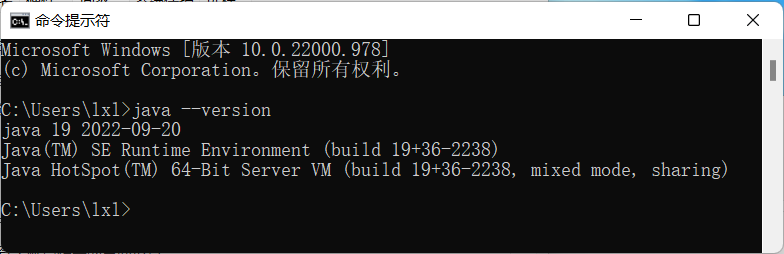 命令提示符
Microsoft Windows [版本 10.0.22000.978]
(c) Microsoft Corporation。保留所有权利。
C:\Users\lxl>java --version
java 19 2022-09-20
Java(TM) SE Runtime Environment (build 19+36-2238)
Java HotSpot(TM) 64-Bit Server VM (build 19+36-2238, mixed mode, sharing)
C:\Users\lxl>